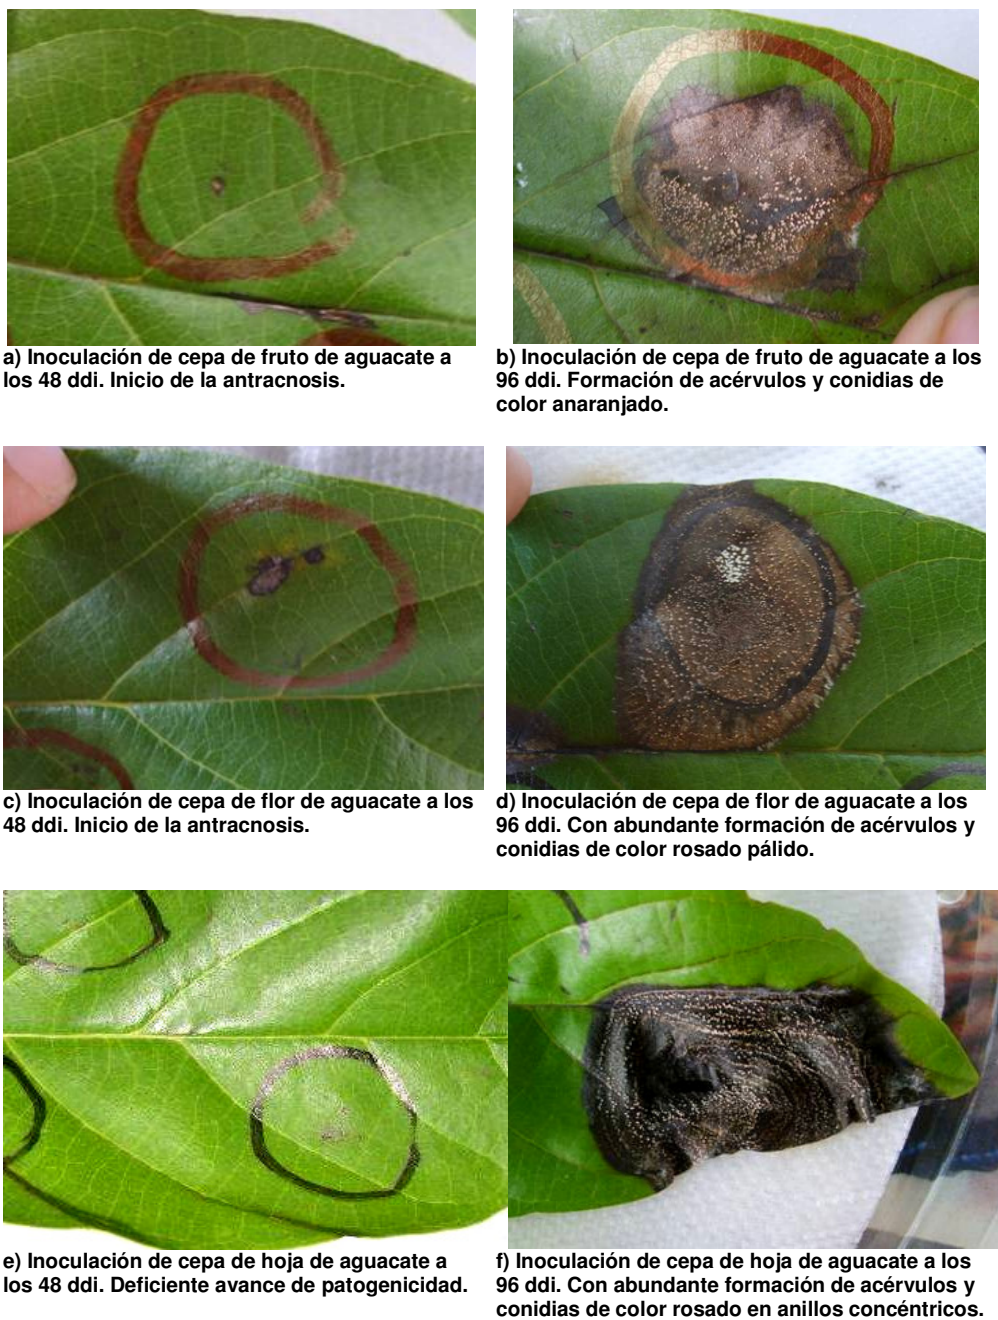 a) Inoculación de cepa de fruto de aguacate a
los 48 ddi. Inicio de la antracnosis.
b) Inoculación de cepa de fruto de aguacate a los
96 ddi. Formación de acérvulos y conidias de
color anaranjado.
c) Inoculación de cepa de flor de aguacate a los
48 ddi. Inicio de la antracnosis.
d) Inoculación de cepa de flor de aguacate a los
96 ddi. Con abundante formación de acérvulos y
conidias de color rosado pálido.
e) Inoculación de cepa de hoja de aguacate a
los 48 ddi. Deficiente avance de patogenicidad.
f) Inoculación de cepa de hoja de aguacate a los
96 ddi. Con abundante formación de acérvulos y
conidias de color rosado en anillos concéntricos.